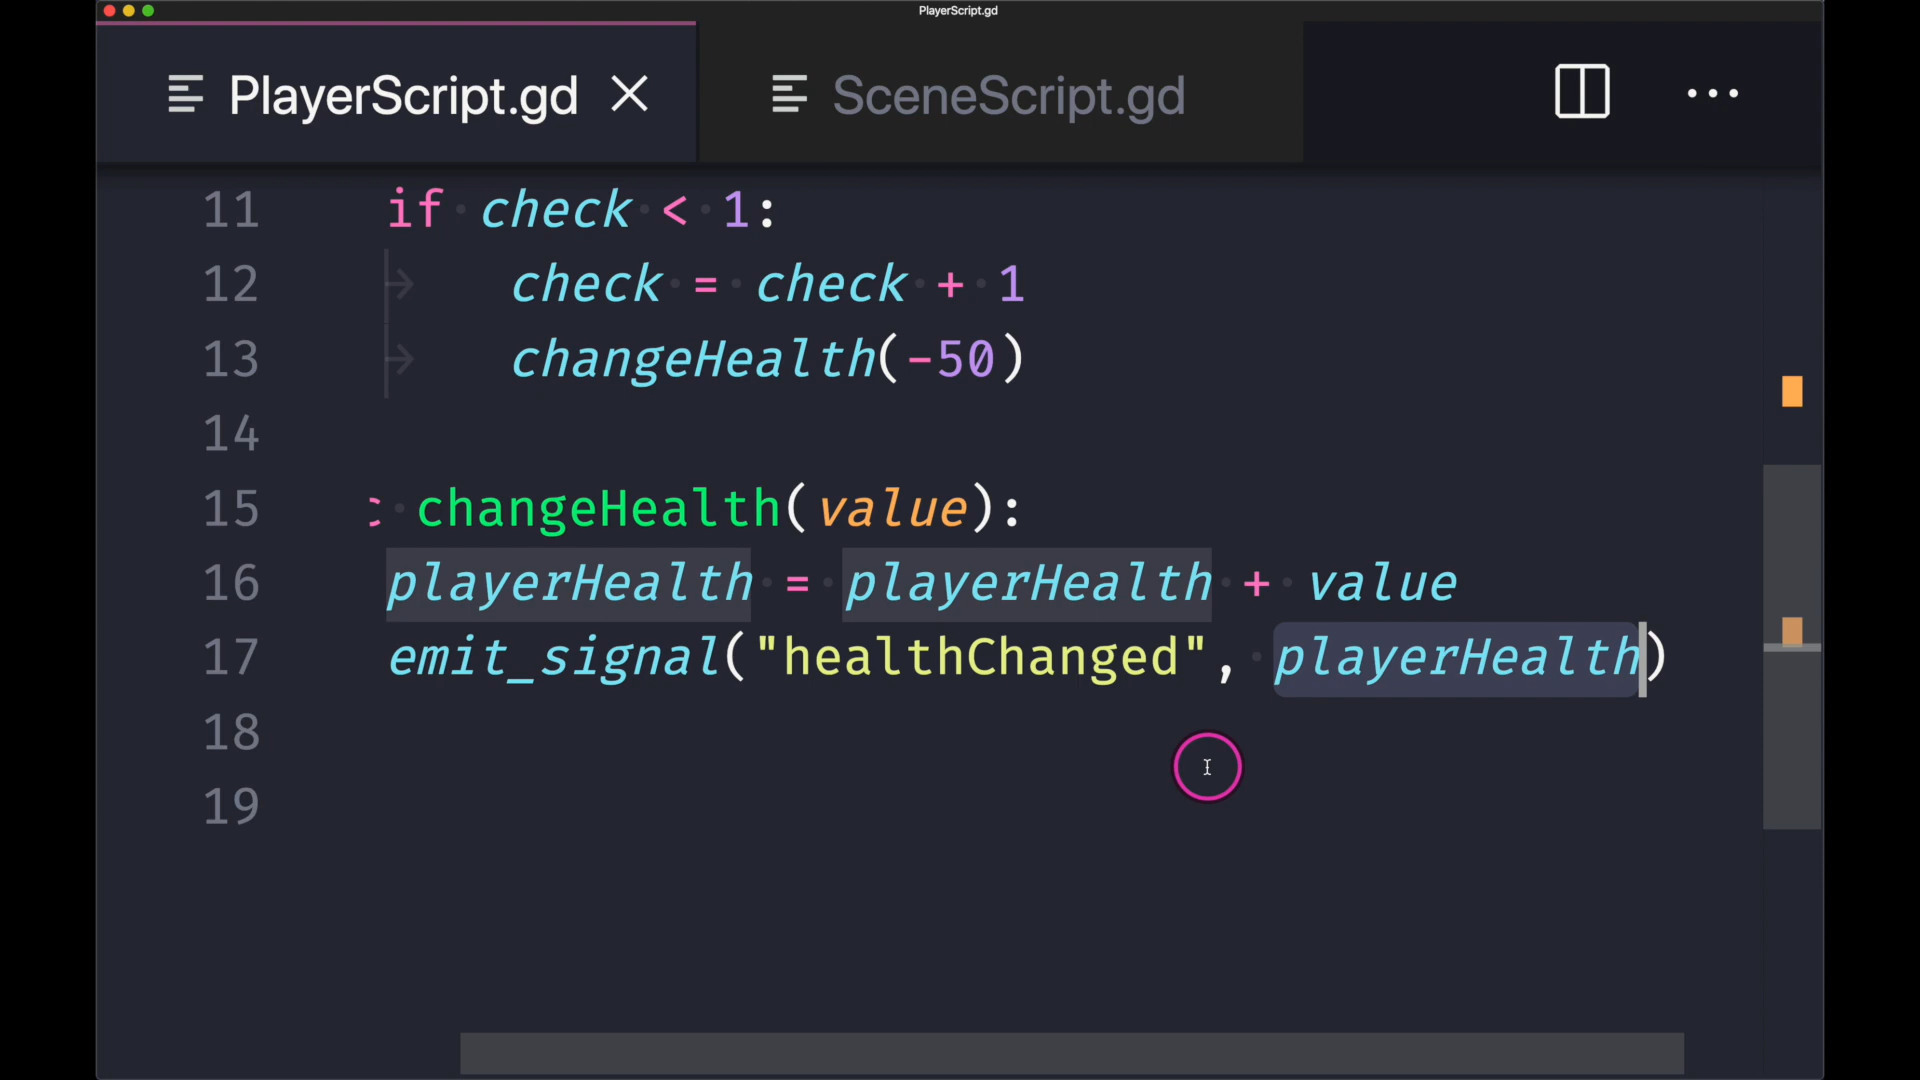 PlayerScript.gd
PlayerScript.gd SceneScript.gd
11 if check < 1:
12 check = check + 1
13 changeHealth(-50)
14
15 changeHealth(value):
16 playerHealth = playerHealth + value
17 emit_signal("healthChanged", playerHealth)
18
19